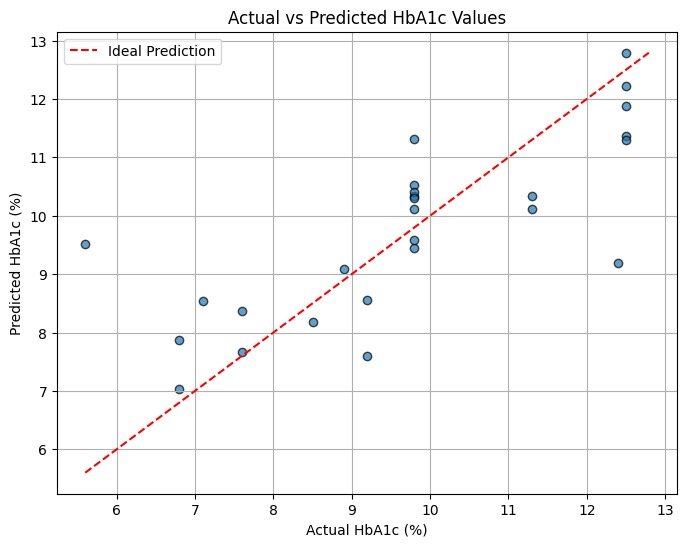 Actual vs Predicted HbA1c Values
Ideal Prediction
13
12
11
10
9
8
7
6
Predicted HbA1c (%)
6 7 8 9 10 11 12 13
Actual HbA1c (%)